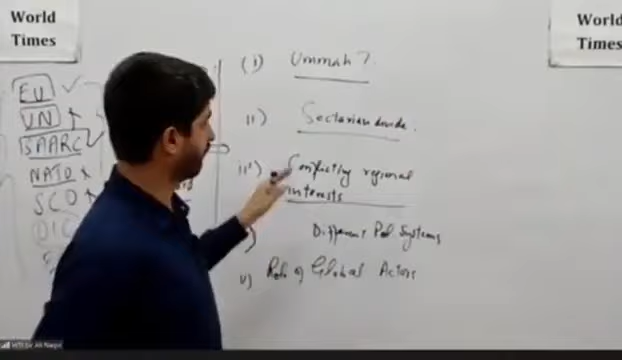 World
Times
World
Times
EU
UN
SAARC
NATO
SCO
OIC
(i) Ummah?
ii) Sectarian divide.
iii) Conflicting regional
interests
) Different Pol Systems
v) Role of Global Actors